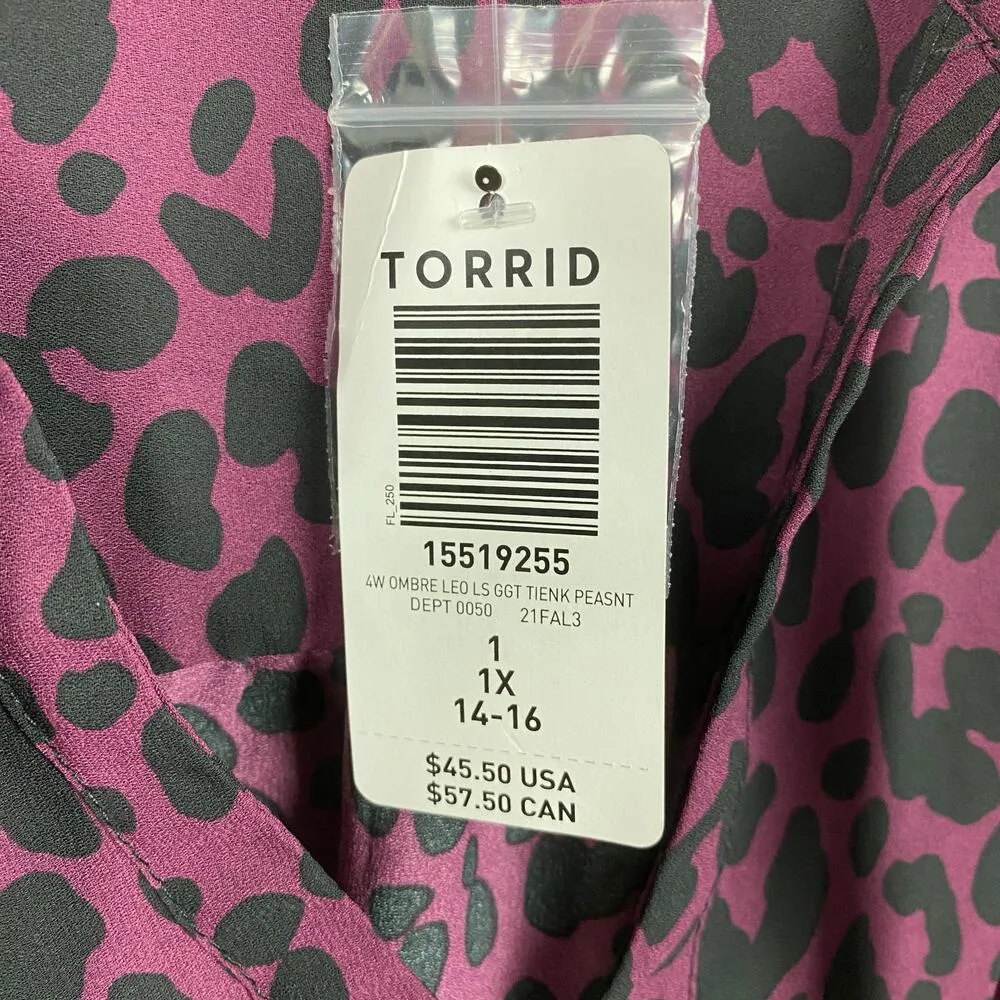 TORRID
FL_250
15519255
4W OMBRE LEO LS GGT TIENK PEASNT
DEPT 0050 21FAL3
1
1X
14-16
$45.50 USA
$57.50 CAN